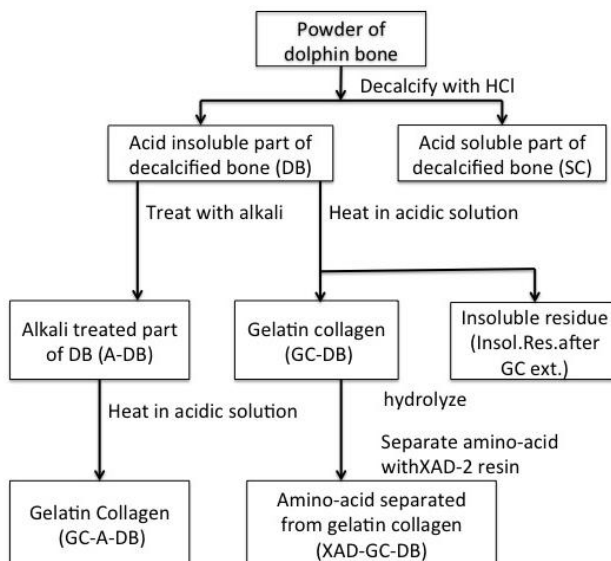 Powder of
dolphin bone
Decalcify with HCl
Acid insoluble part of
decalcified bone (DB)
Acid soluble part of
decalcified bone (SC)
Treat with alkali
Heat in acidic solution
Alkali treated part
of DB (A-DB)
Gelatin collagen
(GC-DB)
Insoluble residue
(Insol.Res.after
GC ext.)
Heat in acidic solution
hydrolyze
Separate amino-acid
withXAD-2 resin
Gelatin Collagen
(GC-A-DB)
Amino-acid separated
from gelatin collagen
(XAD-GC-DB)